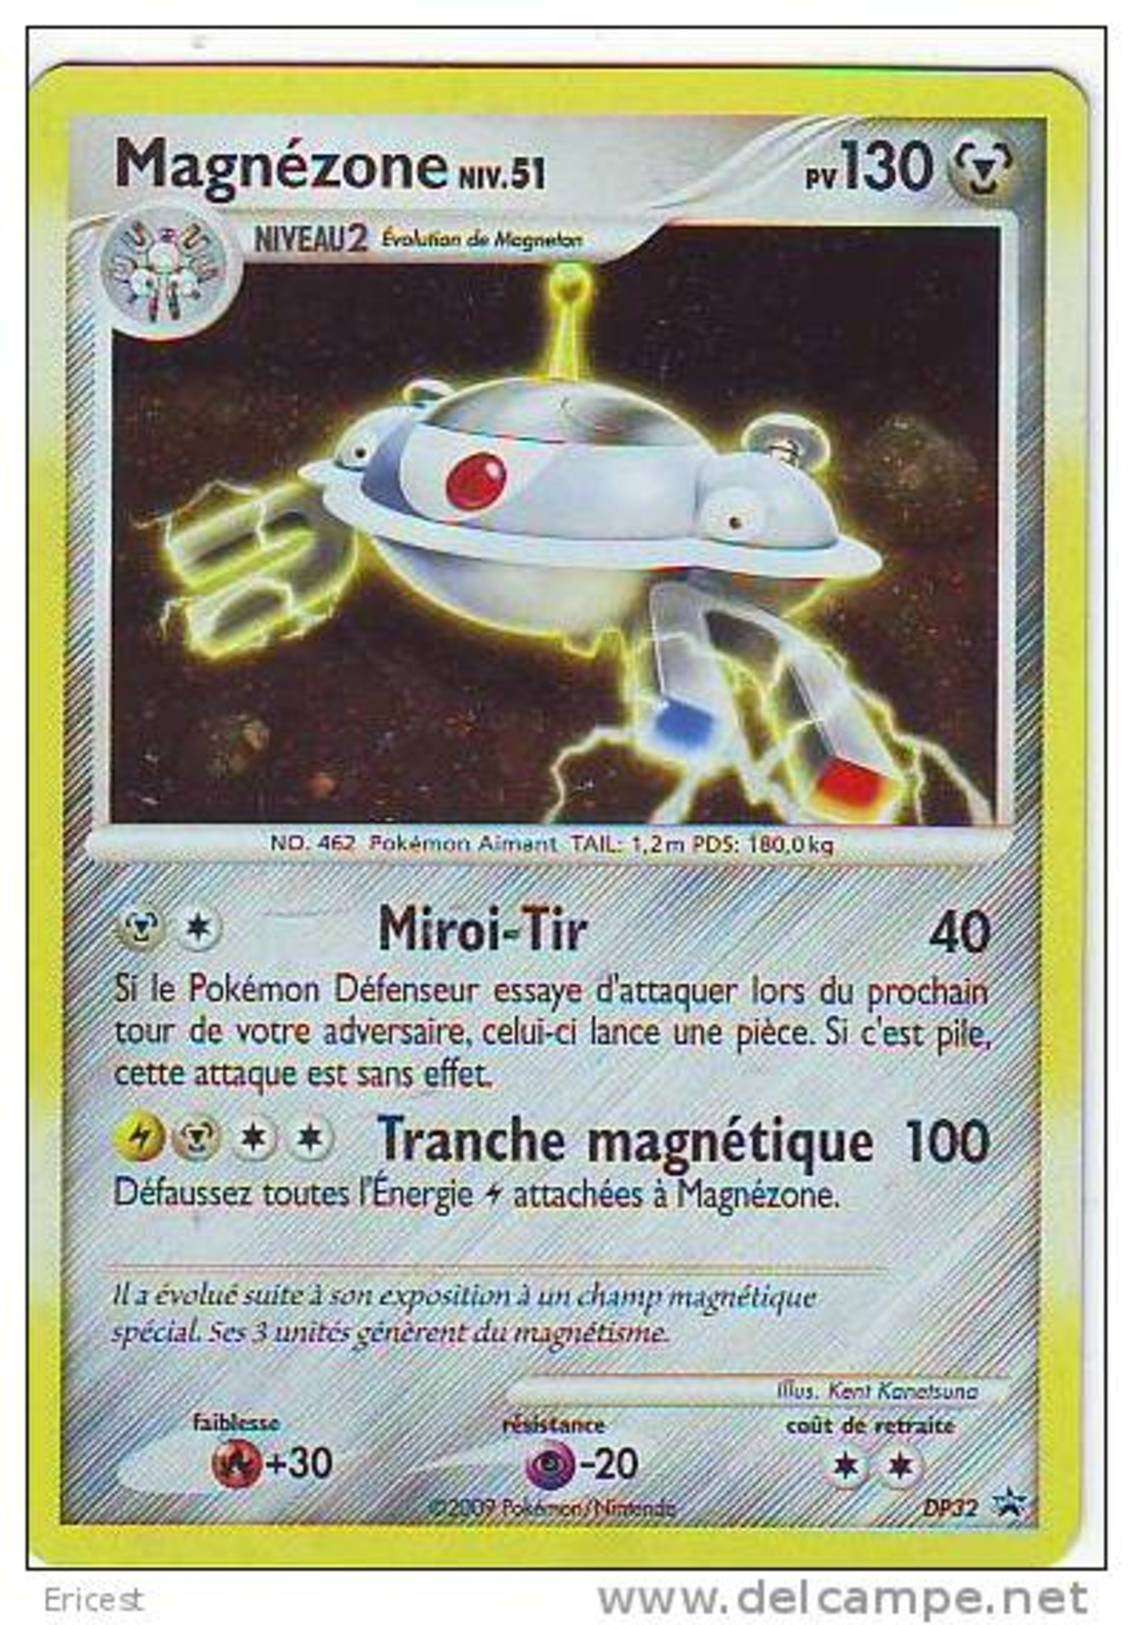 Magnézone NIV.51 PV 130
NIVEAU 2 Évolution de Magneton
NO. 462 Pokémon Aimant TAIL: 1,2m PDS: 180,0kg
Miroi-Tir 40
Si le Pokémon Défenseur essaye d'attaquer lors du prochain
tour de votre adversaire, celui-ci lance une pièce. Si c'est pile,
cette attaque est sans effet.
Tranche magnétique 100
Défaussez toutes l'Énergie attachées à Magnézone.
Il a évolué suite à son exposition à un champ magnétique
spécial. Ses 3 unités génèrent du magnétisme.
Illus. Kent Kanetsuna
faiblesse résistance coût de retraite
+30 -20
©2009 Pokémon/Nintendo DP32
Ericest www.delcampe.net